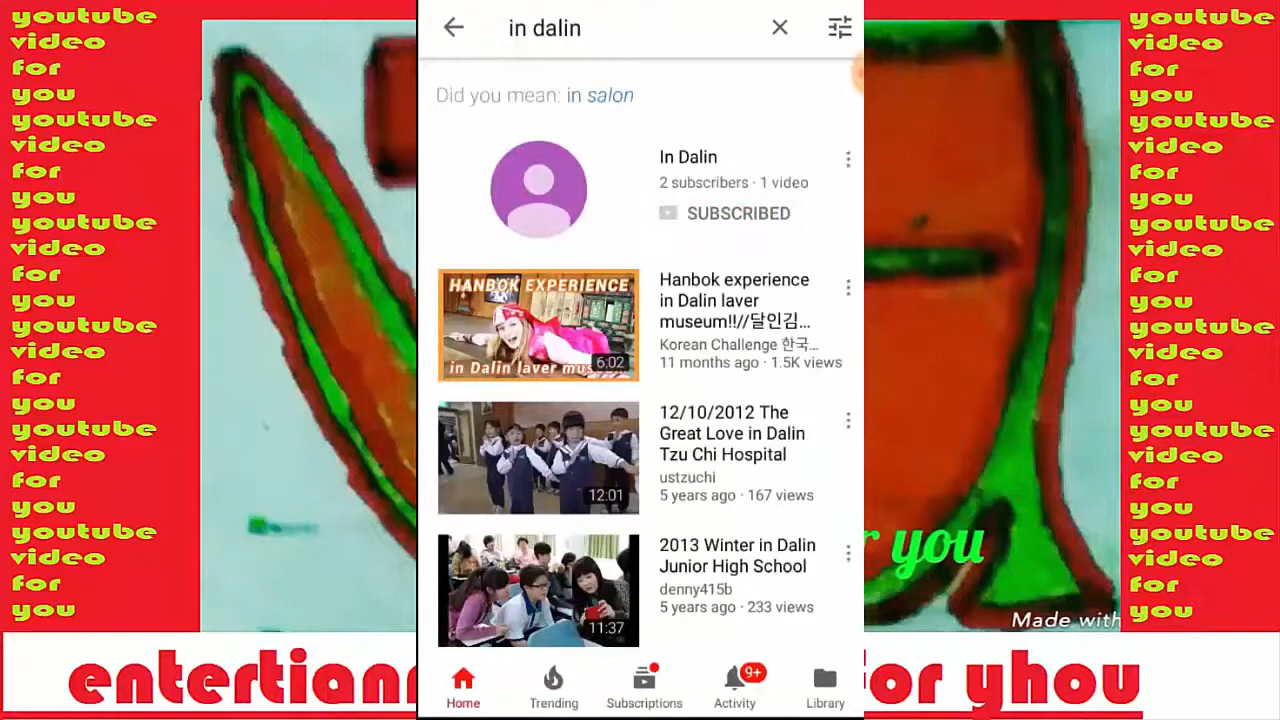 youtube
video
for
you
youtube
video
for
you
youtube
video
for
you
youtube
video
for
you
youtube
video
for
you
youtube
video
for
you
in dalin
Did you mean: in salon
In Dalin
2 subscribers · 1 video
SUBSCRIBED
HANBOK EXPERIENCE
in Dalin laver
6:02
Hanbok experience
in Dalin laver
museum!!//달인김...
Korean Challenge 한국...
11 months ago · 1.5K views
12:01
12/10/2012 The
Great Love in Dalin
Tzu Chi Hospital
ustzuchi
5 years ago · 167 views
11:37
2013 Winter in Dalin
Junior High School
denny415b
5 years ago · 233 views
Home
Trending
Subscriptions
9+
Activity
Library
you
Made with
youtube
video
for
you
youtube
video
for
you
youtube
video
for
you
youtube
video
for
you
youtube
video
for
you
youtube
video
for
you
entertian
for yhou